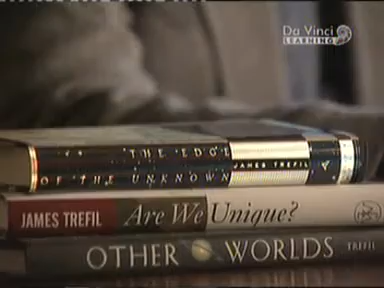 Da Vinci
LEARNING
THE EDGE
OF THE UNKNOWN
JAMES TREFIL
JAMES TREFIL Are We Unique?
OTHER WORLDS TREFIL